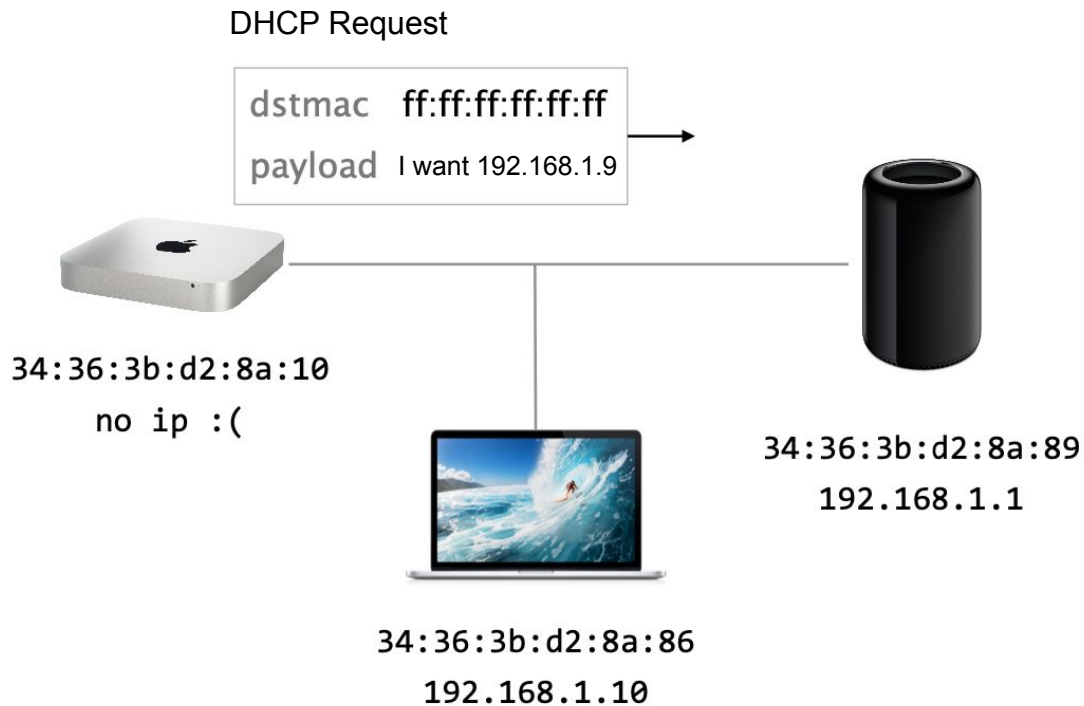 DHCP Request
dstmac ff:ff:ff:ff:ff:ff
payload I want 192.168.1.9
34:36:3b:d2:8a:10
no ip :(
34:36:3b:d2:8a:89
192.168.1.1
34:36:3b:d2:8a:86
192.168.1.10